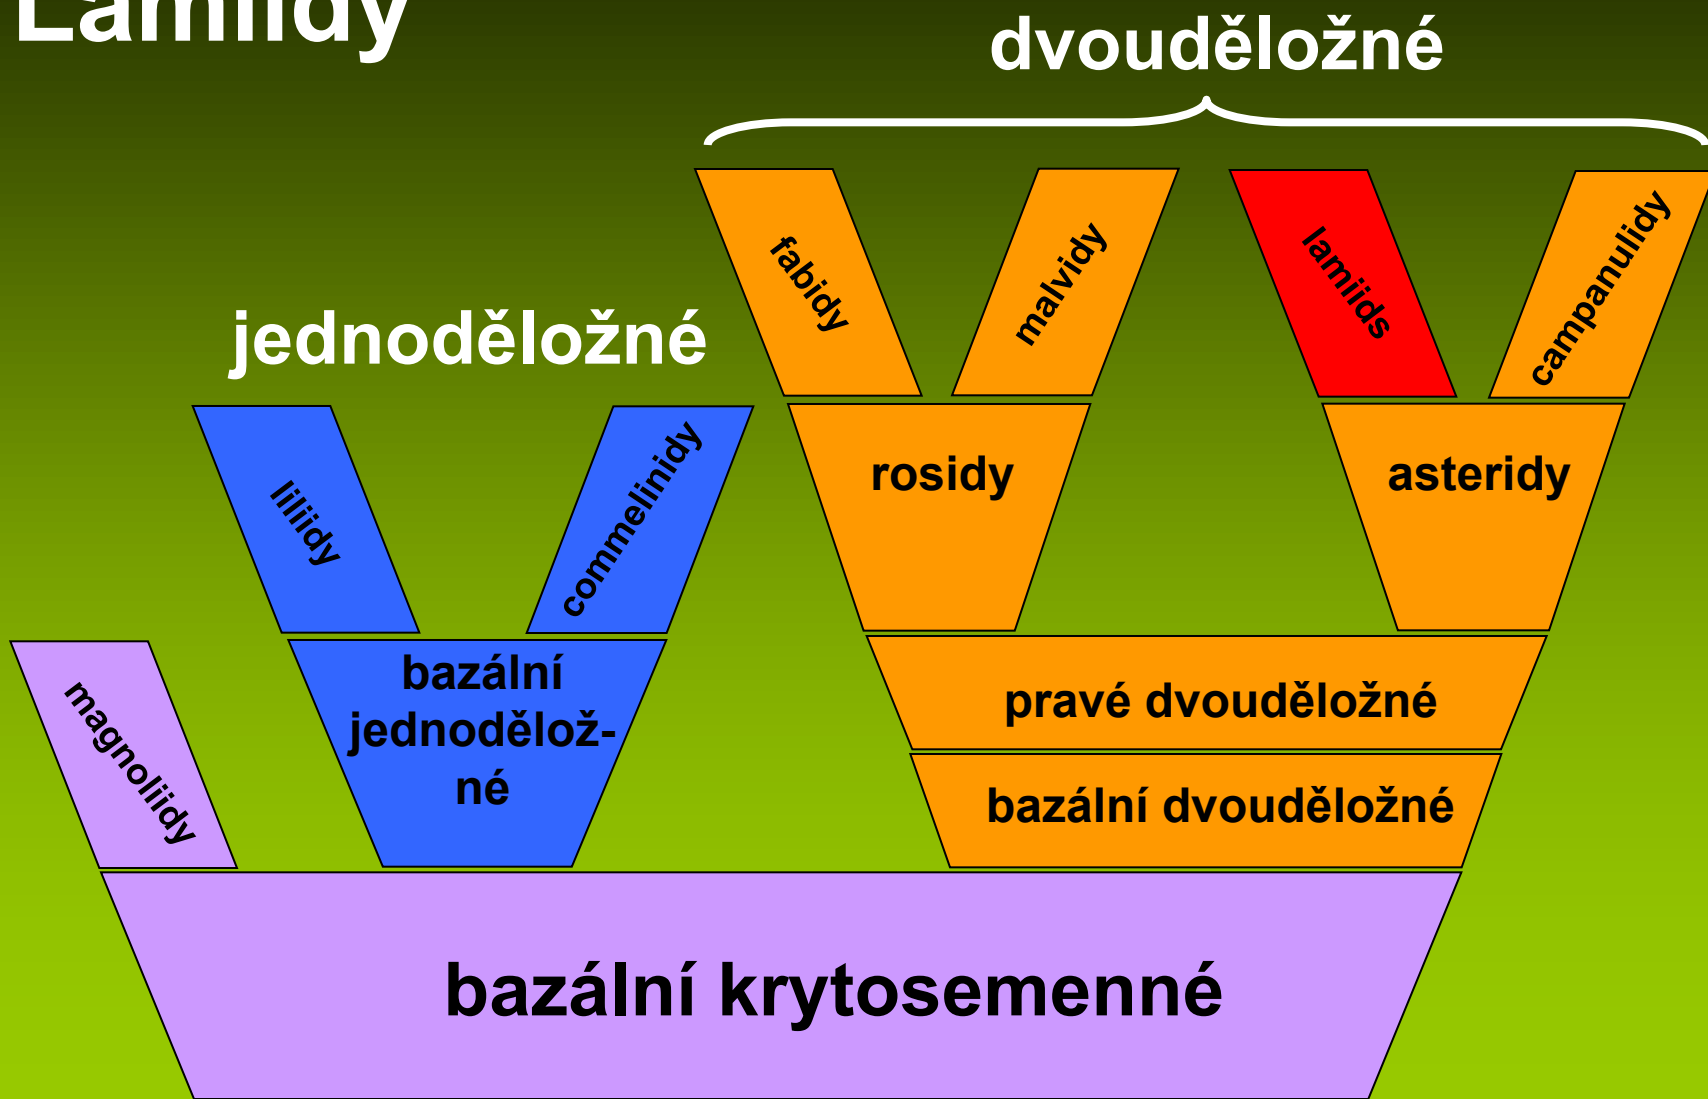 Lamiidy
dvouděložné
fabidy
malvidy
lamiids
campanulidy
jednoděložné
rosidy
asteridy
liliidy
commelinidy
bazální
jednodělož-
né
pravé dvouděložné
magnoliidy
bazální dvouděložné
bazální krytosemenné